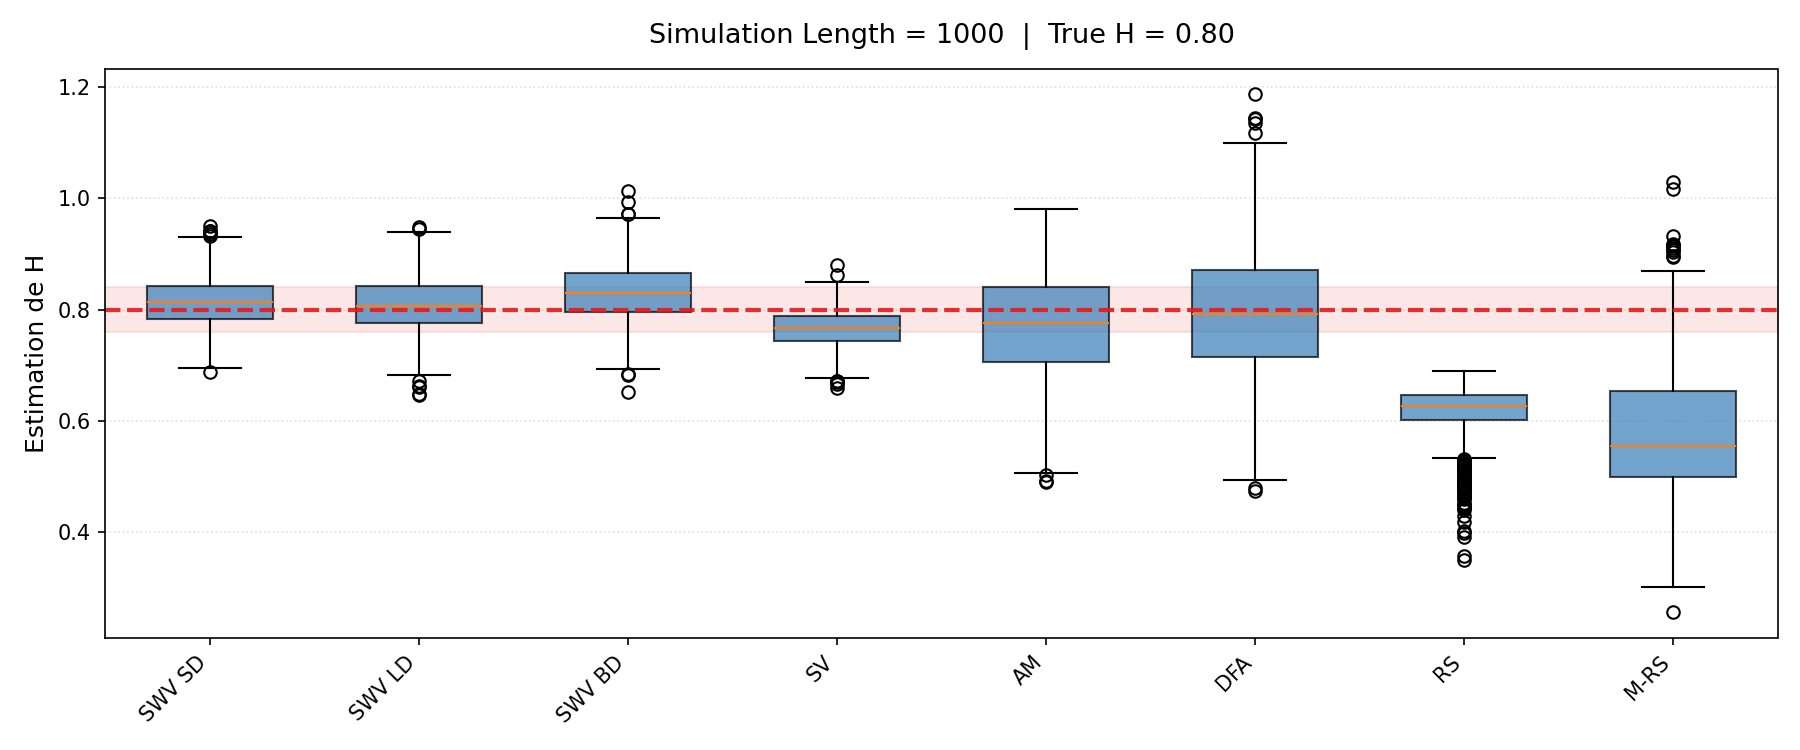 Simulation Length = 1000 | True H = 0.80
Estimation de H
1.2
1.0
0.8
0.6
0.4
SWV SD
SWV LD
SWV BD
SV
AM
DFA
RS
M-RS